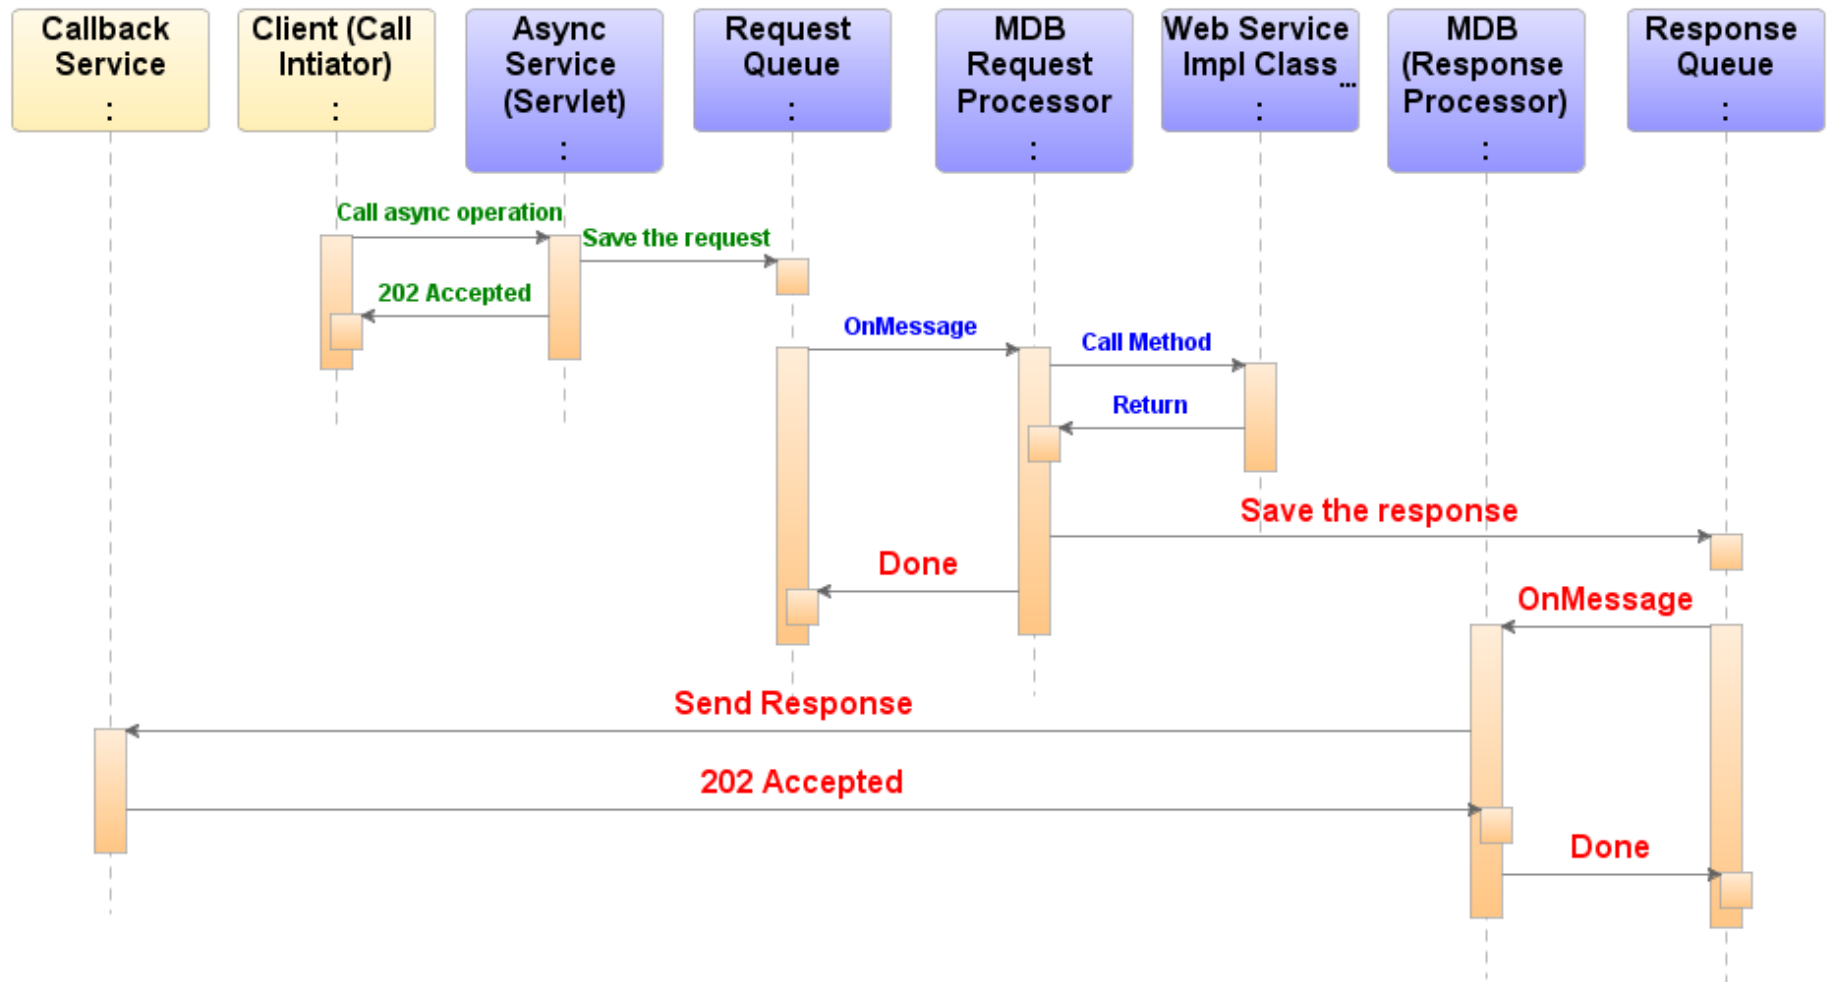 Callback
Service
:
Client (Call
Intiator)
:
Async
Service
(Servlet)
:
Request
Queue
:
MDB
Request
Processor
:
Web Service
Impl Class
...
:
MDB
(Response
Processor)
:
Response
Queue
:
Call async operation
Save the request
202 Accepted
OnMessage
Call Method
Return
Save the response
Done
OnMessage
Send Response
202 Accepted
Done